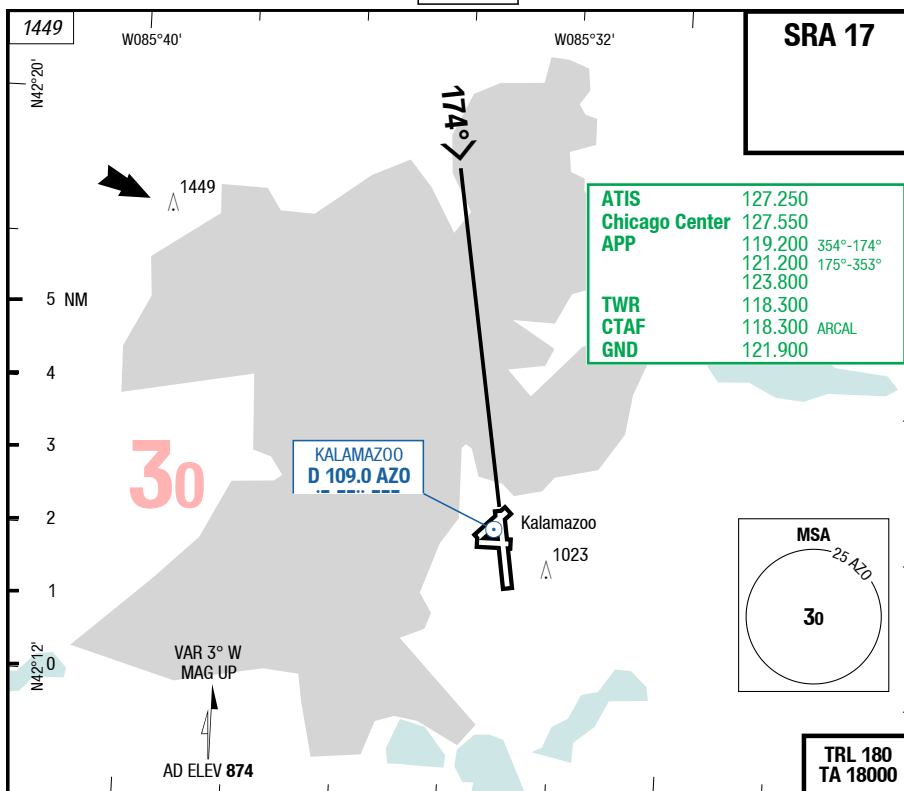 1449
W085°40'
W085°32'
SRA 17
N42°20'
174°
1449
ATIS 127.250
Chicago Center 127.550
APP 119.200 354°-174°
121.200 175°-353°
123.800
TWR 118.300
CTAF 118.300 ARCAL
GND 121.900
5 NM
4
3
2
1
0
30
KALAMAZOO
D 109.0 AZO
Kalamazoo
1023
MSA
25 AZO
30
N42°12'
VAR 3° W
MAG UP
AD ELEV 874
TRL 180
TA 18000